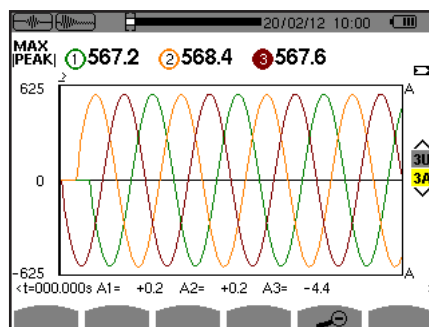 20/02/12 10:00
MAX
|PEAK| 1 567.2 2 568.4 3 567.6
625 A
0
3U
3A
-625 A
<t=000.000s A1= +0.2 A2= +0.2 A3= -4.4